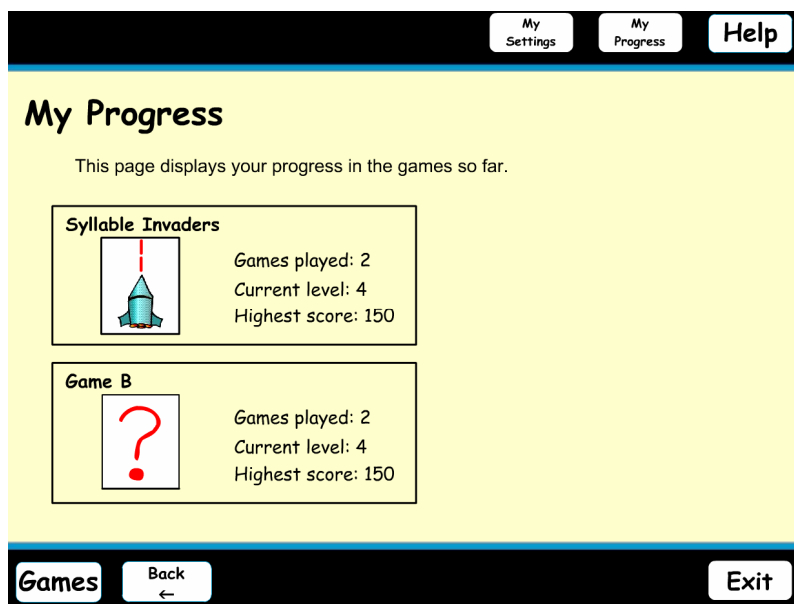 My
Settings
My
Progress
Help
My Progress
This page displays your progress in the games so far.
Syllable Invaders
Games played: 2
Current level: 4
Highest score: 150
Game B
?
Games played: 2
Current level: 4
Highest score: 150
Games
Back
←
Exit